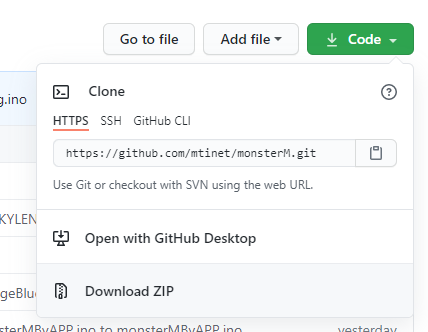 Go to file Add file Code
g.ino
Clone
HTTPS SSH GitHub CLI
https://github.com/mtinet/monsterM.git
Use Git or checkout with SVN using the web URL.
KYLEN
Open with GitHub Desktop
geBlue
Download ZIP
sterMByAPP.ino to monsterMByAPP.ino yesterday